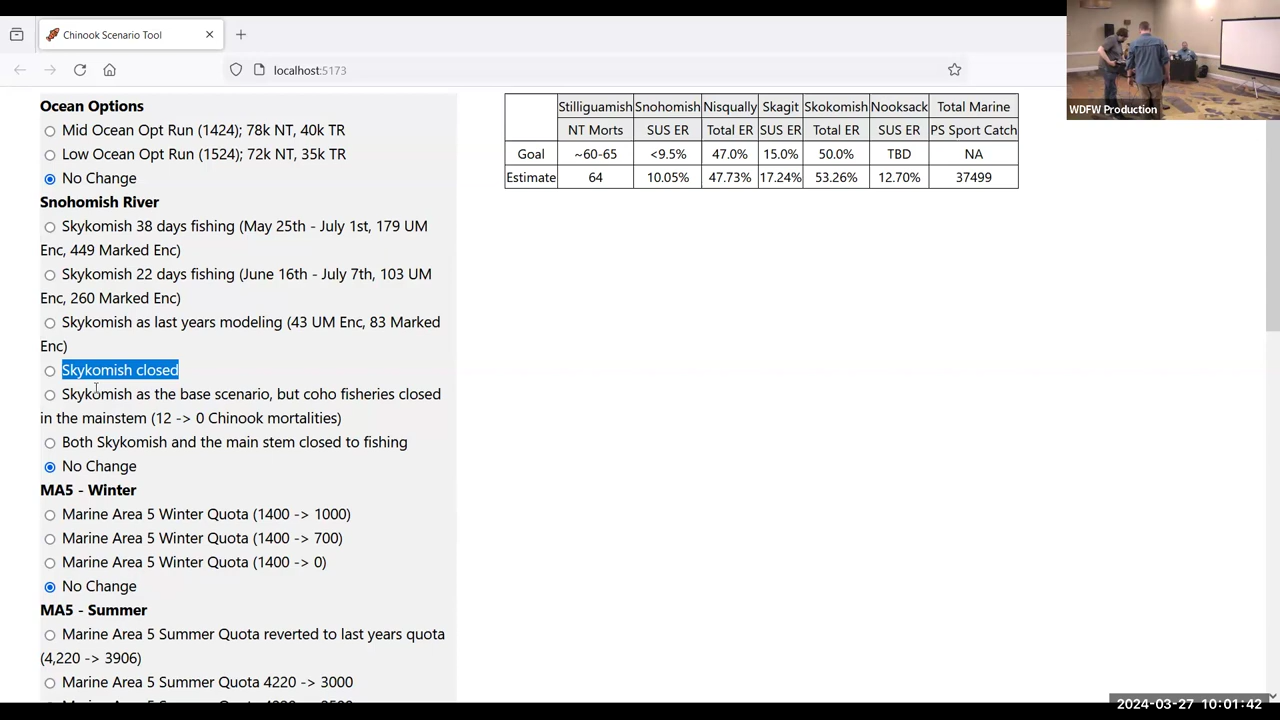 Chinook Scenario Tool
localhost:5173
WDFW Production
Ocean Options
Mid Ocean Opt Run (1424); 78k NT, 40k TR
Low Ocean Opt Run (1524); 72k NT, 35k TR
No Change
Snohomish River
Skykomish 38 days fishing (May 25th - July 1st, 179 UM
Enc, 449 Marked Enc)
Skykomish 22 days fishing (June 16th - July 7th, 103 UM
Enc, 260 Marked Enc)
Skykomish as last years modeling (43 UM Enc, 83 Marked
Enc)
Skykomish closed
Skykomish as the base scenario, but coho fisheries closed
in the mainstem (12 -> 0 Chinook mortalities)
Both Skykomish and the main stem closed to fishing
No Change
MA5 - Winter
Marine Area 5 Winter Quota (1400 -> 1000)
Marine Area 5 Winter Quota (1400 -> 700)
Marine Area 5 Winter Quota (1400 -> 0)
No Change
MA5 - Summer
Marine Area 5 Summer Quota reverted to last years quota
(4,220 -> 3906)
Marine Area 5 Summer Quota 4220 -> 3000
Stilliguamish Snohomish Nisqually Skagit Skokomish Nooksack Total Marine
NT Morts SUS ER Total ER SUS ER Total ER SUS ER PS Sport Catch
Goal ~60-65 <9.5% 47.0% 15.0% 50.0% TBD NA
Estimate 64 10.05% 47.73% 17.24% 53.26% 12.70% 37499
2024-03-27 10:01:42